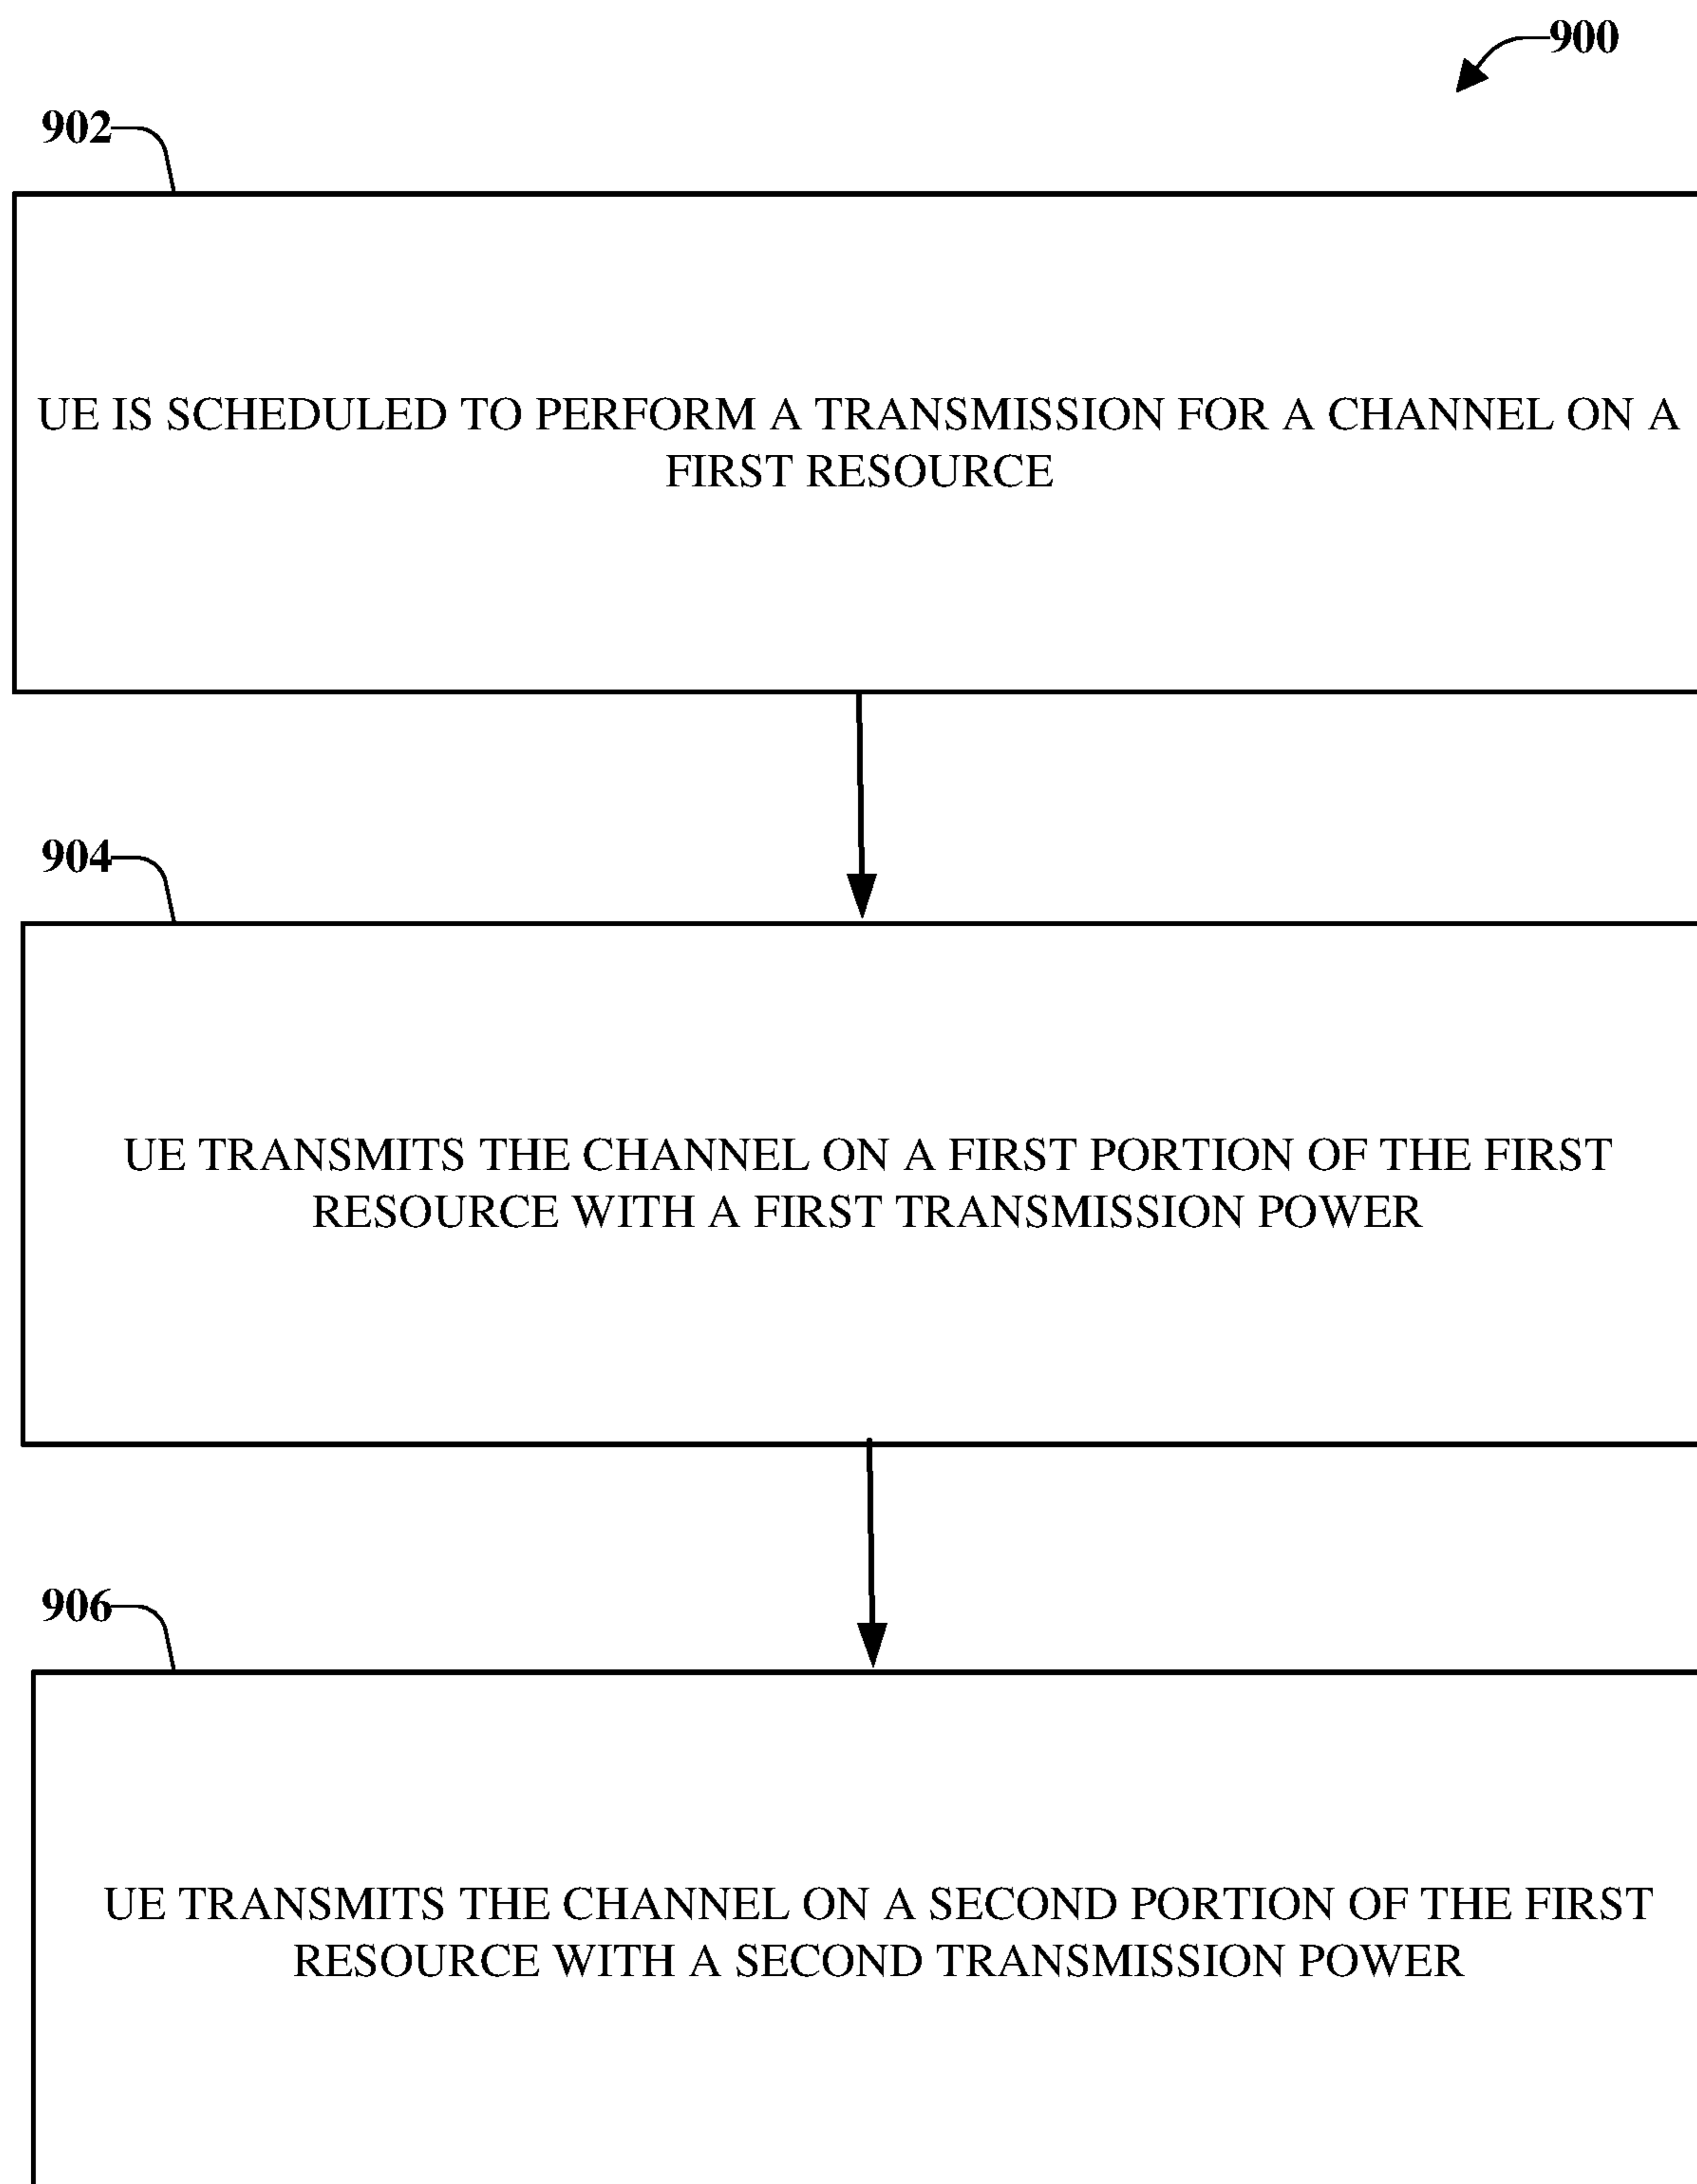 900
902
UE IS SCHEDULED TO PERFORM A TRANSMISSION FOR A CHANNEL ON A
FIRST RESOURCE
904
UE TRANSMITS THE CHANNEL ON A FIRST PORTION OF THE FIRST
RESOURCE WITH A FIRST TRANSMISSION POWER
906
UE TRANSMITS THE CHANNEL ON A SECOND PORTION OF THE FIRST
RESOURCE WITH A SECOND TRANSMISSION POWER